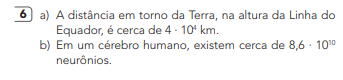 6 a) A distância em torno da Terra, na altura da Linha do
Equador, é cerca de 4 · 10⁴ km.
b) Em um cérebro humano, existem cerca de 8,6 · 10¹⁰
neurônios.